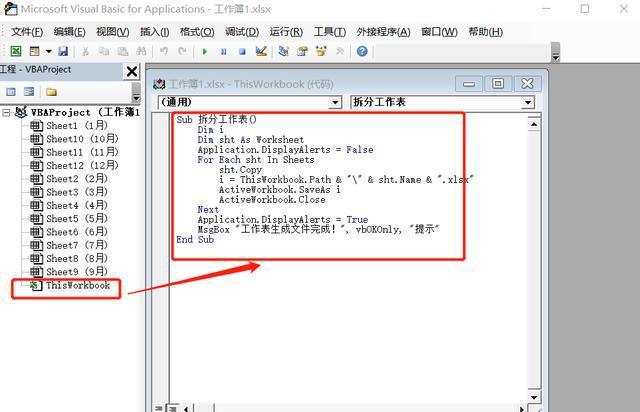 Microsoft Visual Basic for Applications - 工作簿1.xlsx
文件(F) 编辑(E) 视图(V) 插入(I) 格式(O) 调试(D) 运行(R) 工具(T) 外接程序(A) 窗口(W) 帮助(H)
工程 - VBAProject
VBAProject (工作簿1
Sheet1 (1月)
Sheet10 (10月)
Sheet11 (11月)
Sheet12 (12月)
Sheet2 (2月)
Sheet3 (3月)
Sheet4 (4月)
Sheet5 (5月)
Sheet6 (6月)
Sheet7 (7月)
Sheet8 (8月)
Sheet9 (9月)
ThisWorkbook
工作簿1.xlsx - ThisWorkbook (代码)
(通用) 拆分工作表
Sub 拆分工作表()
Dim i
Dim sht As Worksheet
Application.DisplayAlerts = False
For Each sht In Sheets
sht.Copy
i = ThisWorkbook.Path & "\" & sht.Name & ".xlsx"
ActiveWorkbook.SaveAs i
ActiveWorkbook.Close
Next
Application.DisplayAlerts = True
MsgBox "工作表生成文件完成！", vbOKOnly, "提示"
End Sub